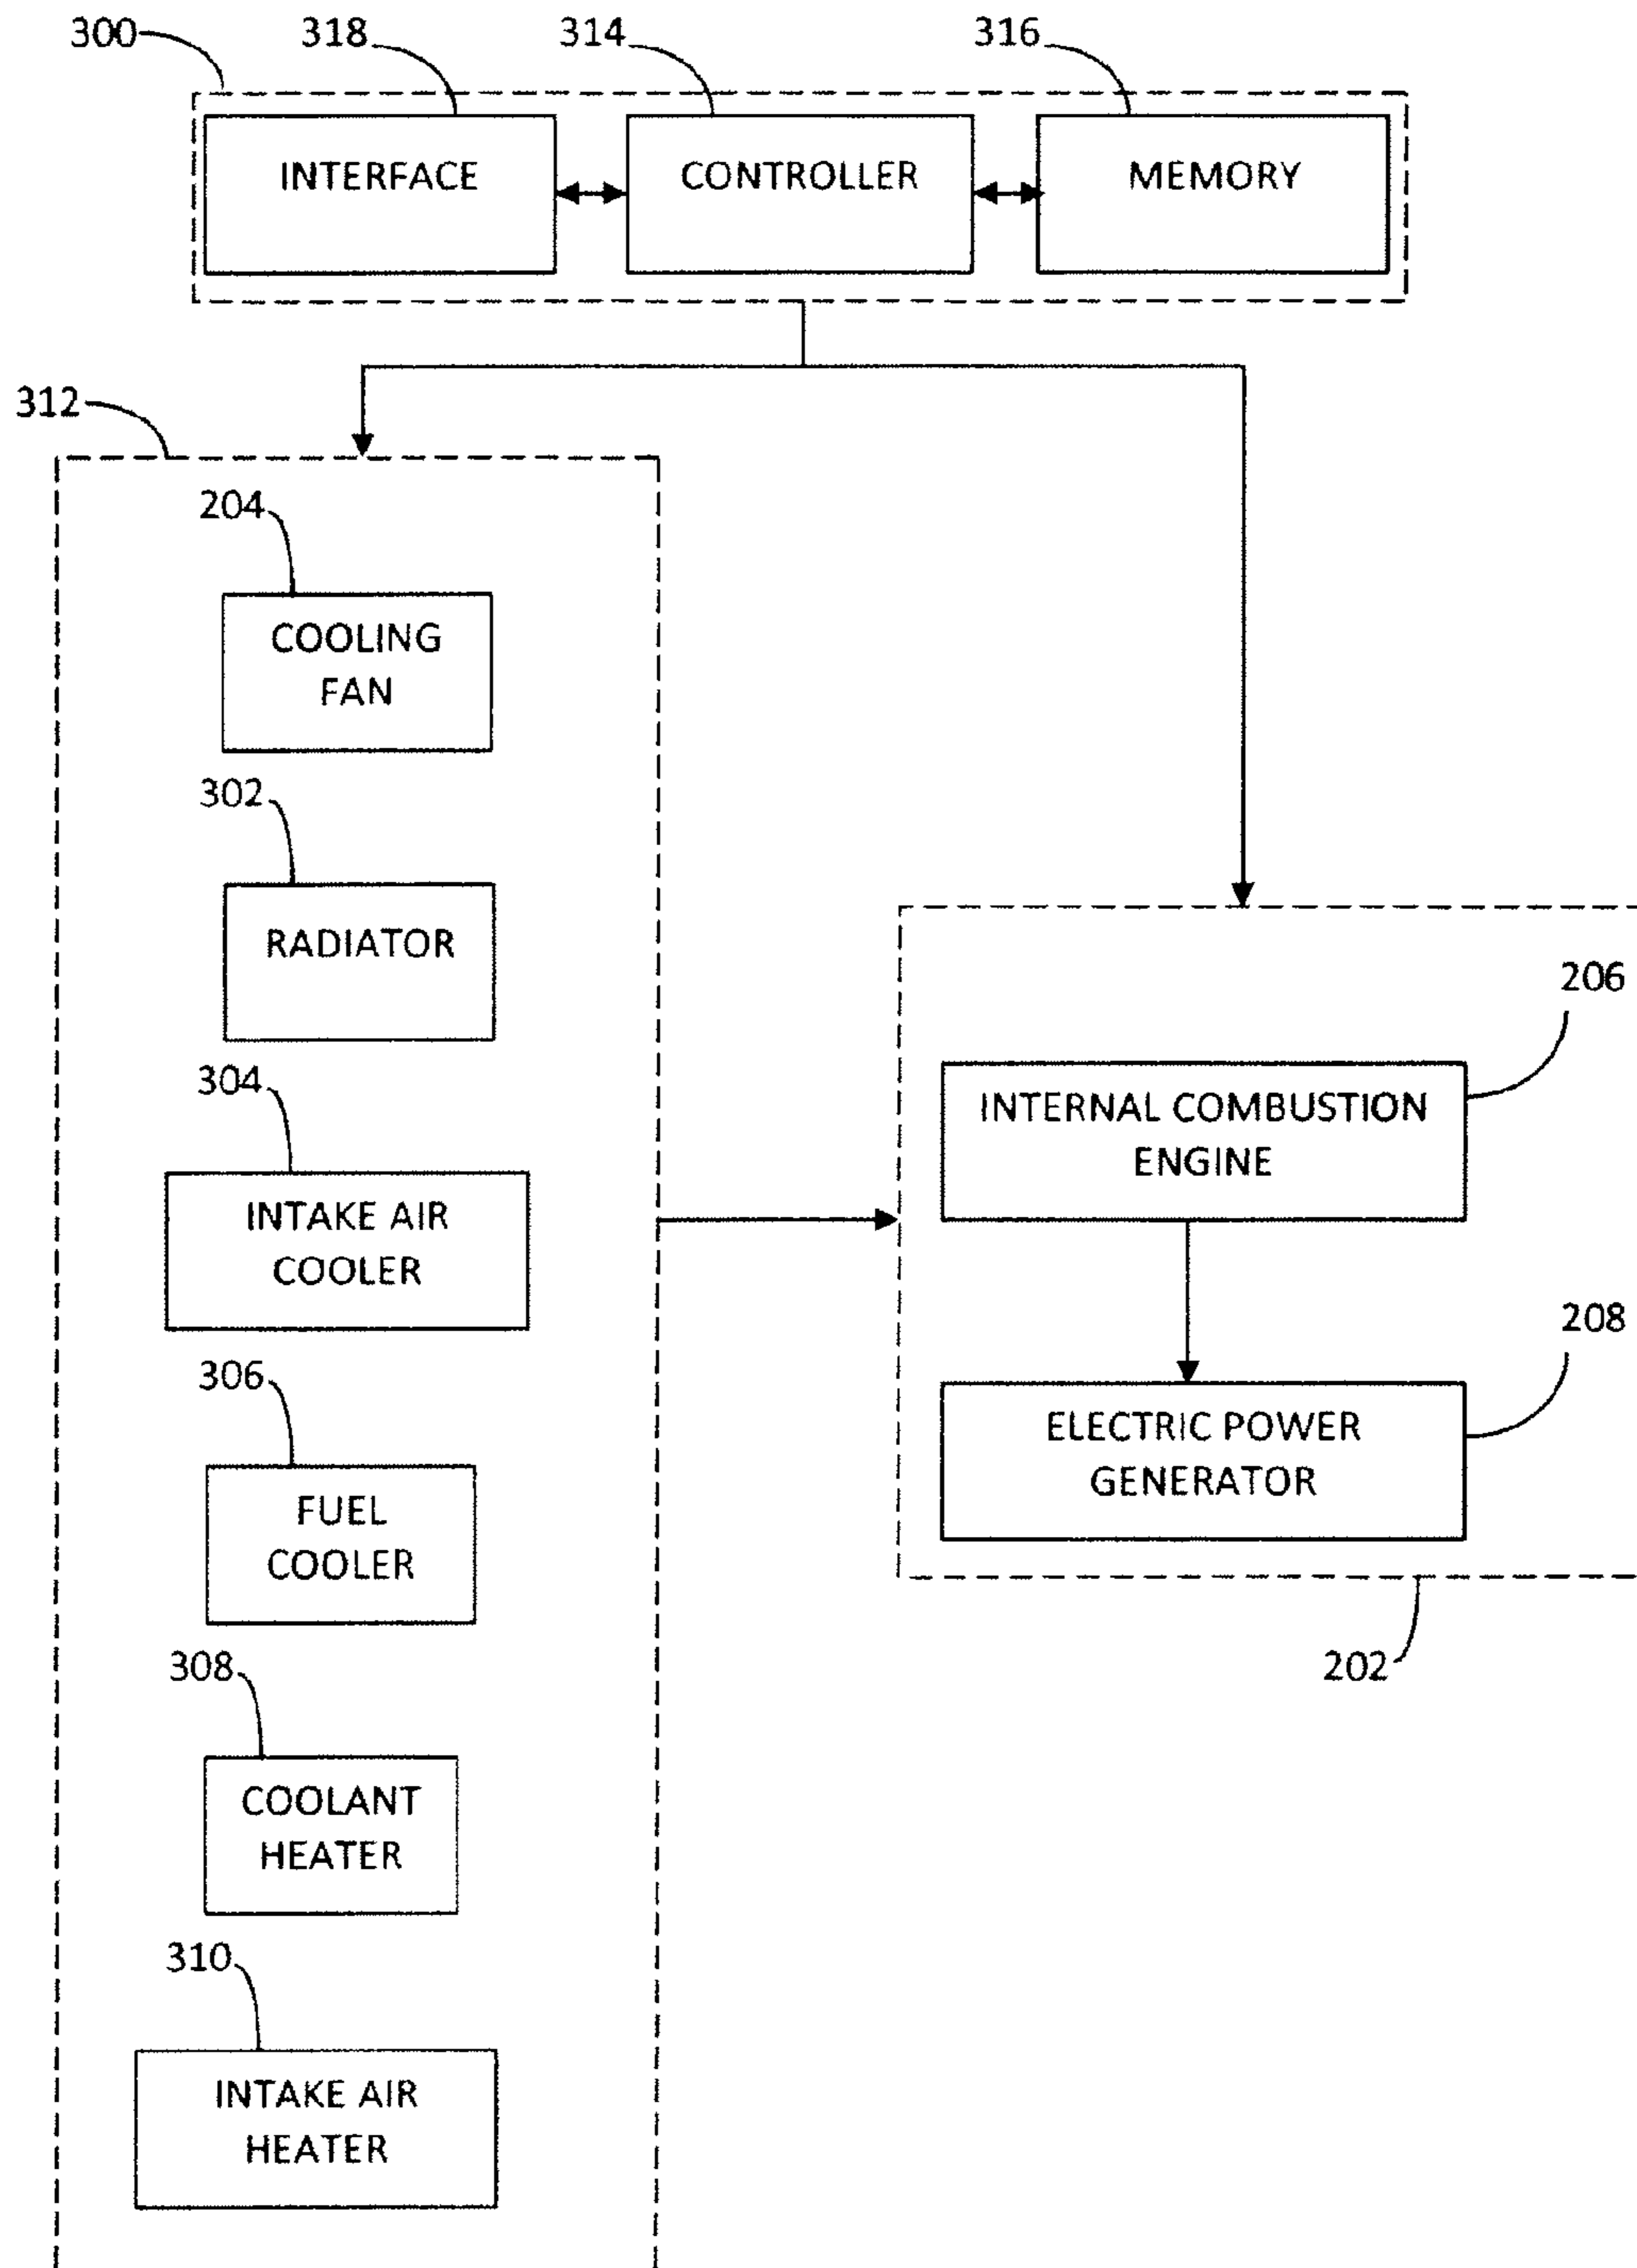 300
318
314
316
INTERFACE
CONTROLLER
MEMORY
312
204
COOLING
FAN
302
RADIATOR
206
304
INTERNAL COMBUSTION
ENGINE
INTAKE AIR
COOLER
208
306
ELECTRIC POWER
GENERATOR
FUEL
COOLER
202
308
COOLANT
HEATER
310
INTAKE AIR
HEATER